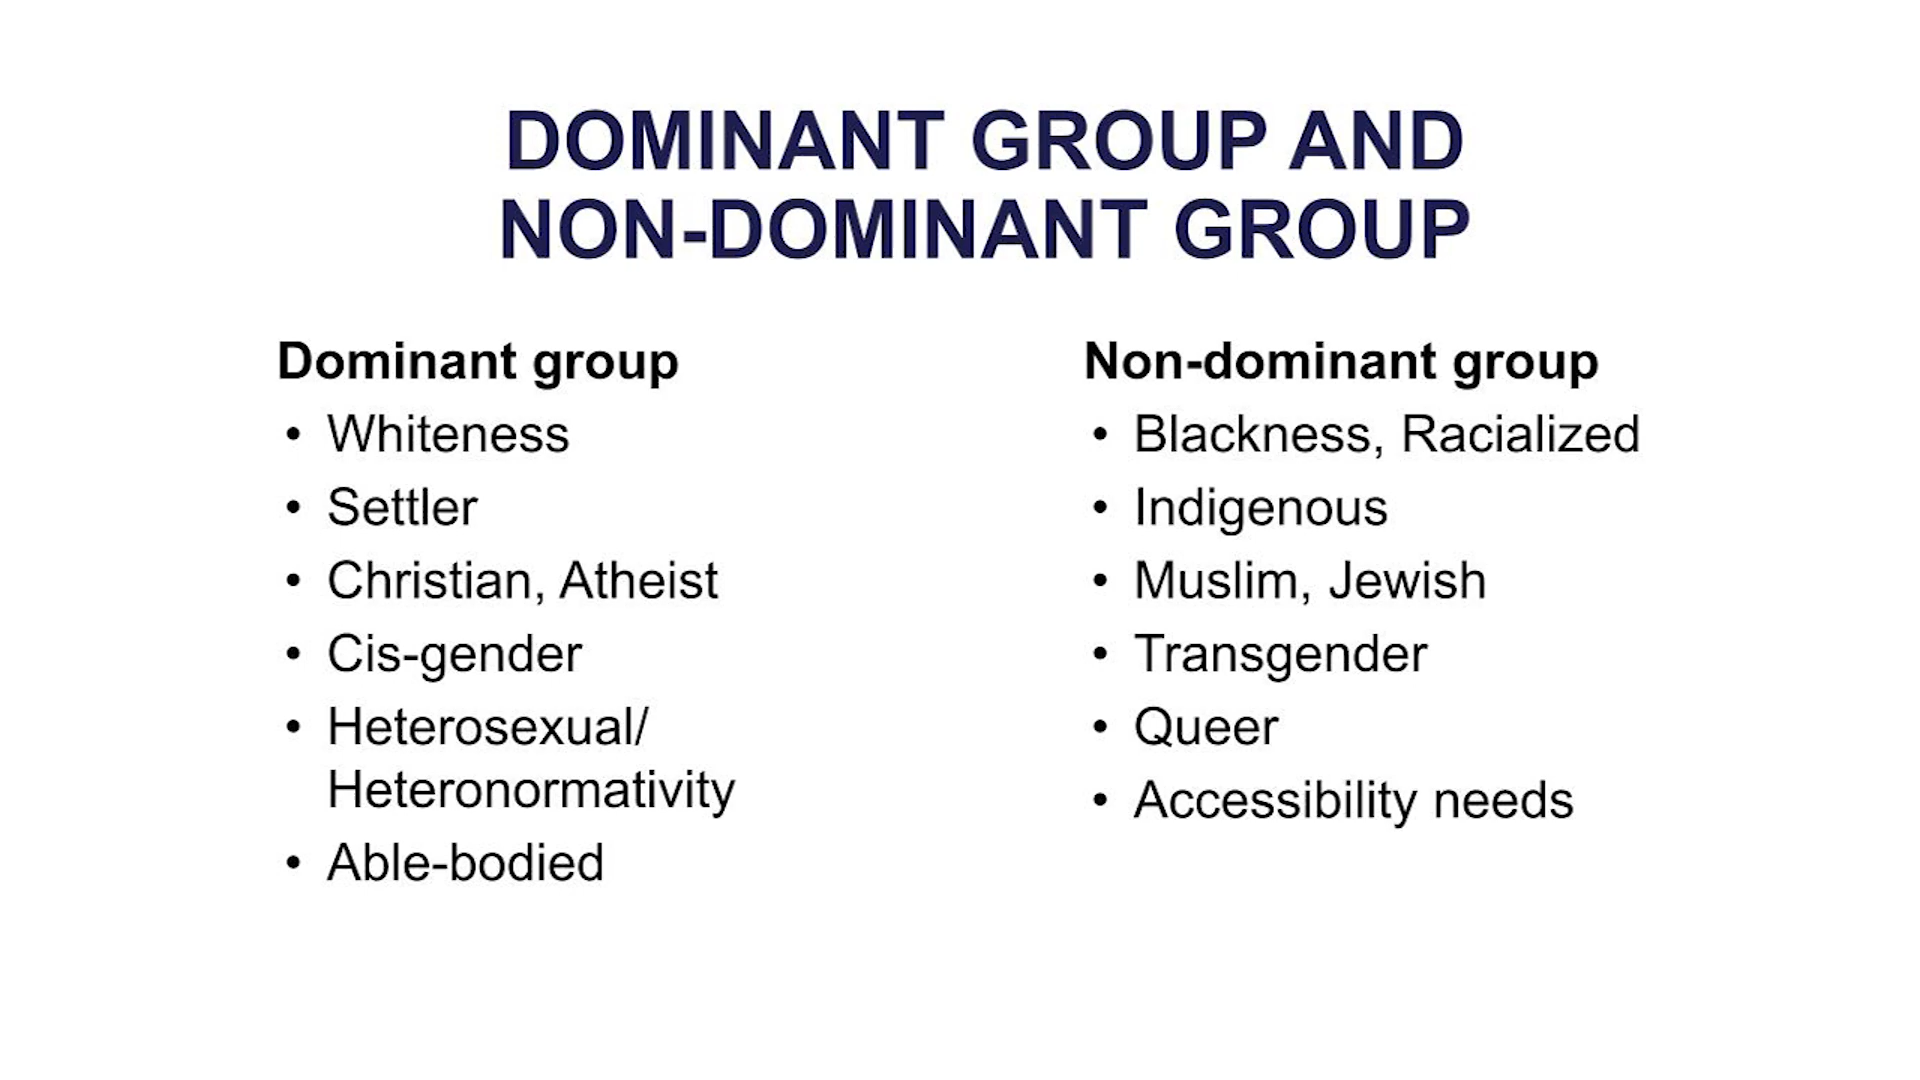 DOMINANT GROUP AND
NON-DOMINANT GROUP
Dominant group
• Whiteness
• Settler
• Christian, Atheist
• Cis-gender
• Heterosexual/
Heteronormativity
• Able-bodied
Non-dominant group
• Blackness, Racialized
• Indigenous
• Muslim, Jewish
• Transgender
• Queer
• Accessibility needs